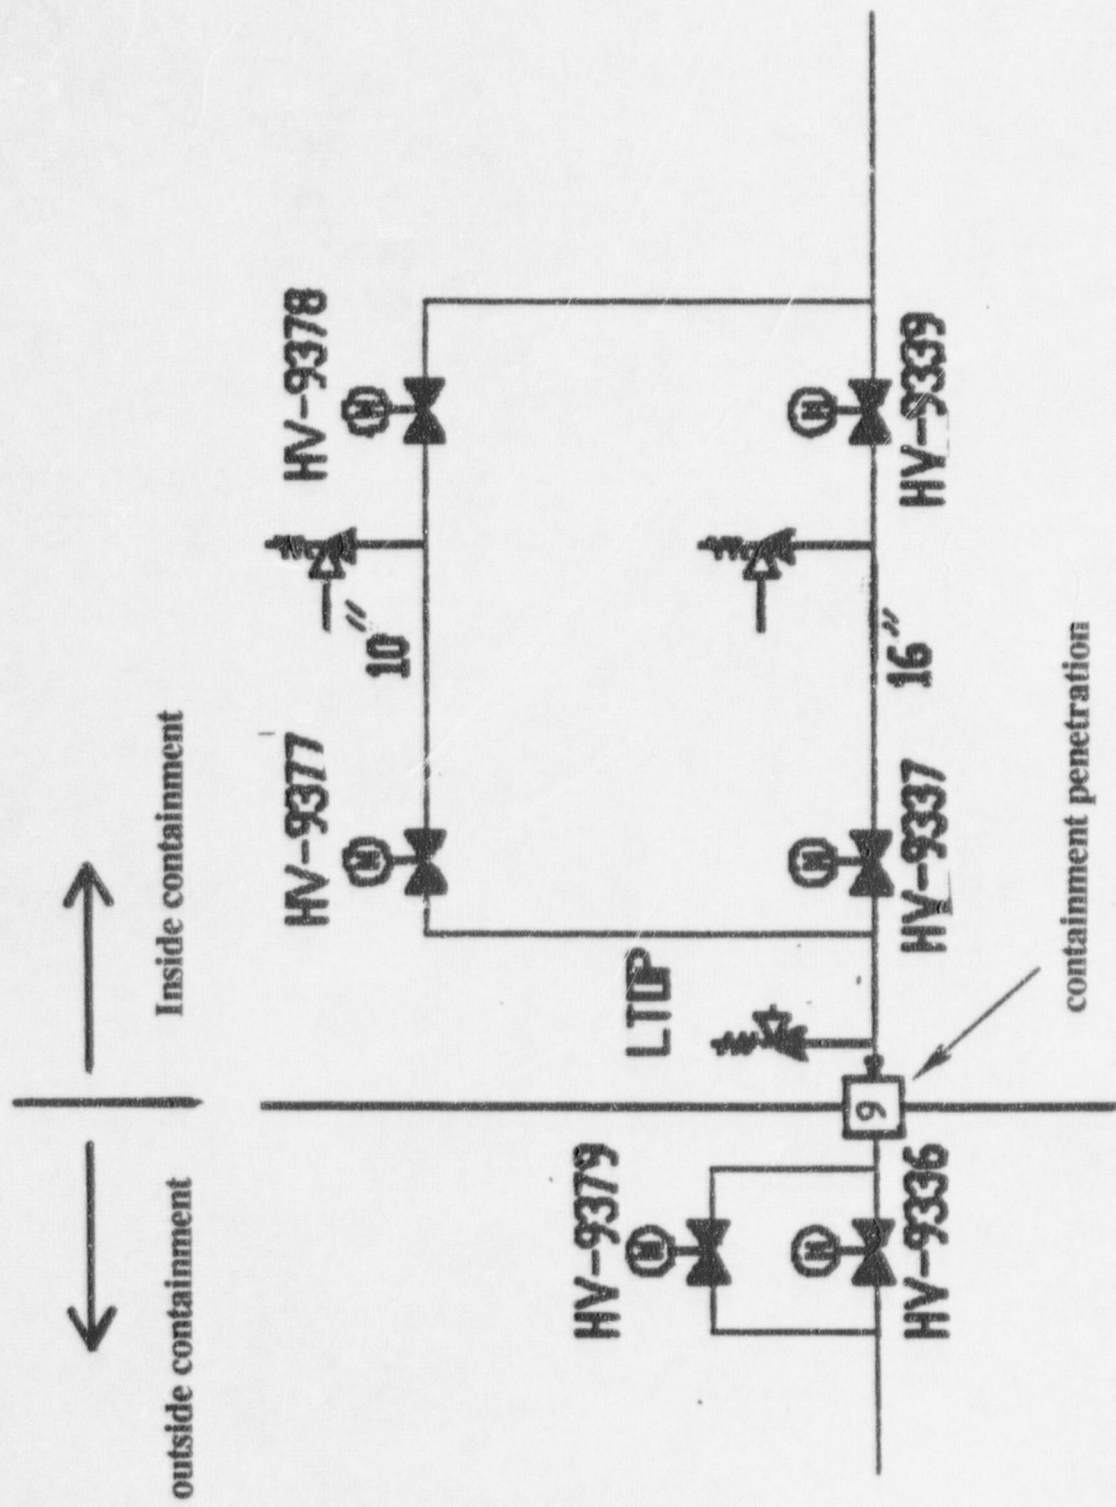 outside containment
Inside containment
HV-9377
HV-9378
M
M
10"
LTOP
HV-9379
M
M
HV-9336
9
M
HV-9337
16"
M
HV-9339
containment penetration